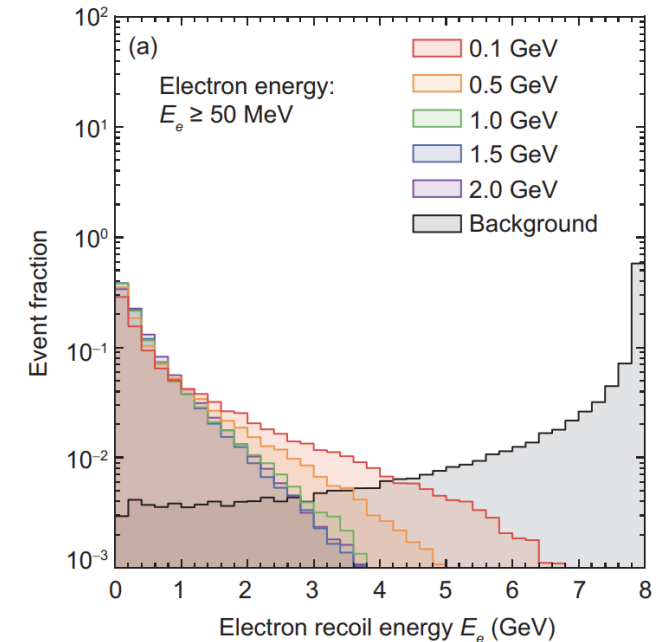 (a)
Electron energy:
E_e ≥ 50 MeV
0.1 GeV
0.5 GeV
1.0 GeV
1.5 GeV
2.0 GeV
Background
Event fraction
10²
10¹
10⁰
10⁻¹
10⁻²
10⁻³
0 1 2 3 4 5 6 7 8
Electron recoil energy E_e (GeV)